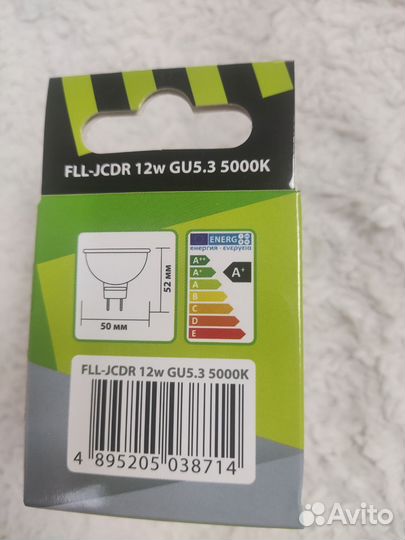 FLL-JCDR 12w GU5.3 5000K
ENERG
енергия · ενεργεια
A++
A+
A
B
C
D
E
A+
52 мм
50 мм
FLL-JCDR 12w GU5.3 5000K
4 895205 038714
Avito